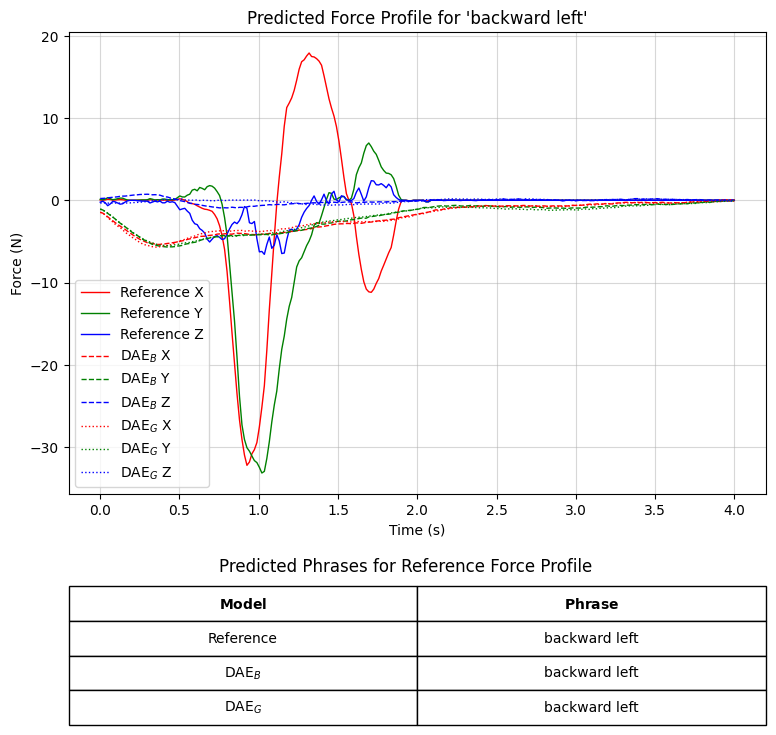 Predicted Force Profile for 'backward left'
20
10
0
−10
−20
−30
Force (N)
Reference X
Reference Y
Reference Z
DAE_B X
DAE_B Y
DAE_B Z
DAE_G X
DAE_G Y
DAE_G Z
0.0 0.5 1.0 1.5 2.0 2.5 3.0 3.5 4.0
Time (s)
Predicted Phrases for Reference Force Profile
Model Phrase
Reference backward left
DAE_B backward left
DAE_G backward left